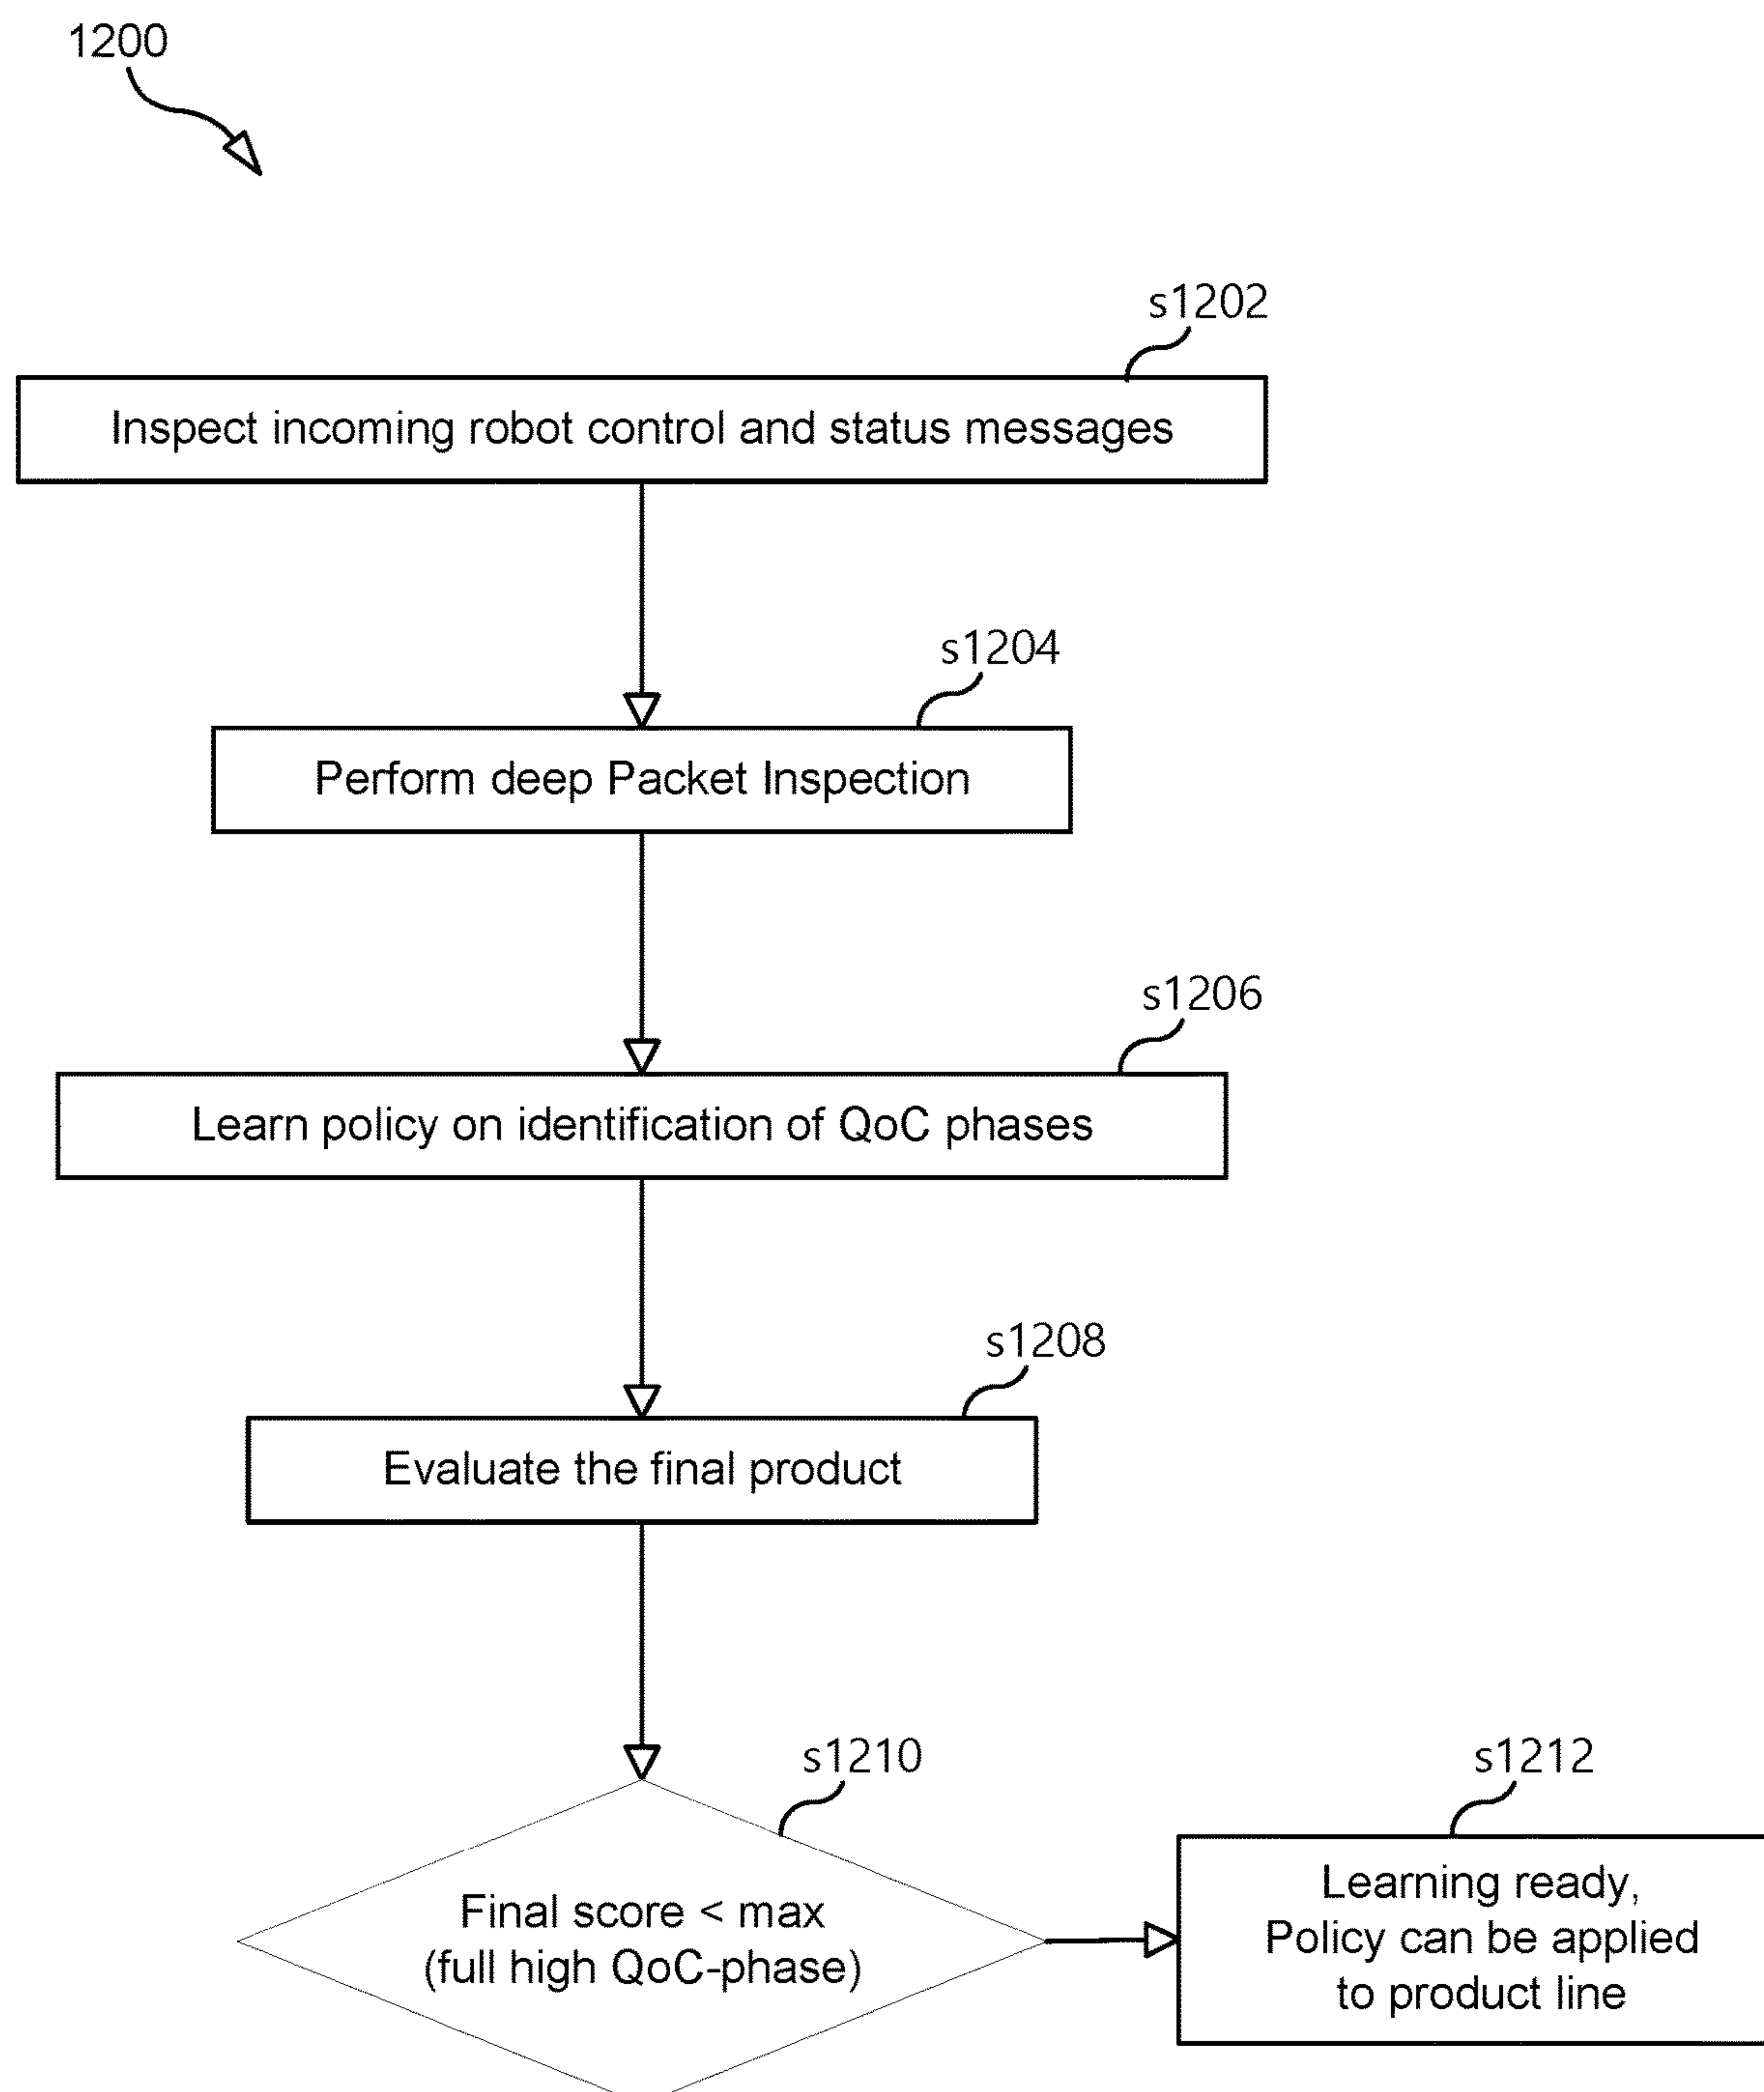 1200
s1202
Inspect incoming robot control and status messages
s1204
Perform deep Packet Inspection
s1206
Learn policy on identification of QoC phases
s1208
Evaluate the final product
s1210
Final score < max
(full high QoC-phase)
s1212
Learning ready,
Policy can be applied
to product line